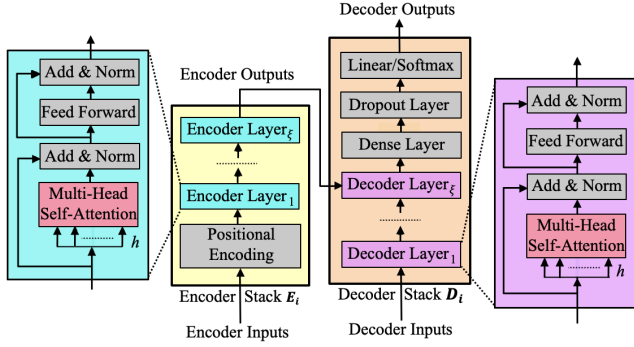 Add & Norm
Feed Forward
Add & Norm
Multi-Head
Self-Attention
h
Encoder Outputs
Encoder Layerξ
Encoder Layer1
Positional
Encoding
Encoder Stack Ei
Encoder Inputs
Decoder Outputs
Linear/Softmax
Dropout Layer
Dense Layer
Decoder Layerξ
Decoder Layer1
Decoder Stack Di
Decoder Inputs
Add & Norm
Feed Forward
Add & Norm
Multi-Head
Self-Attention
h